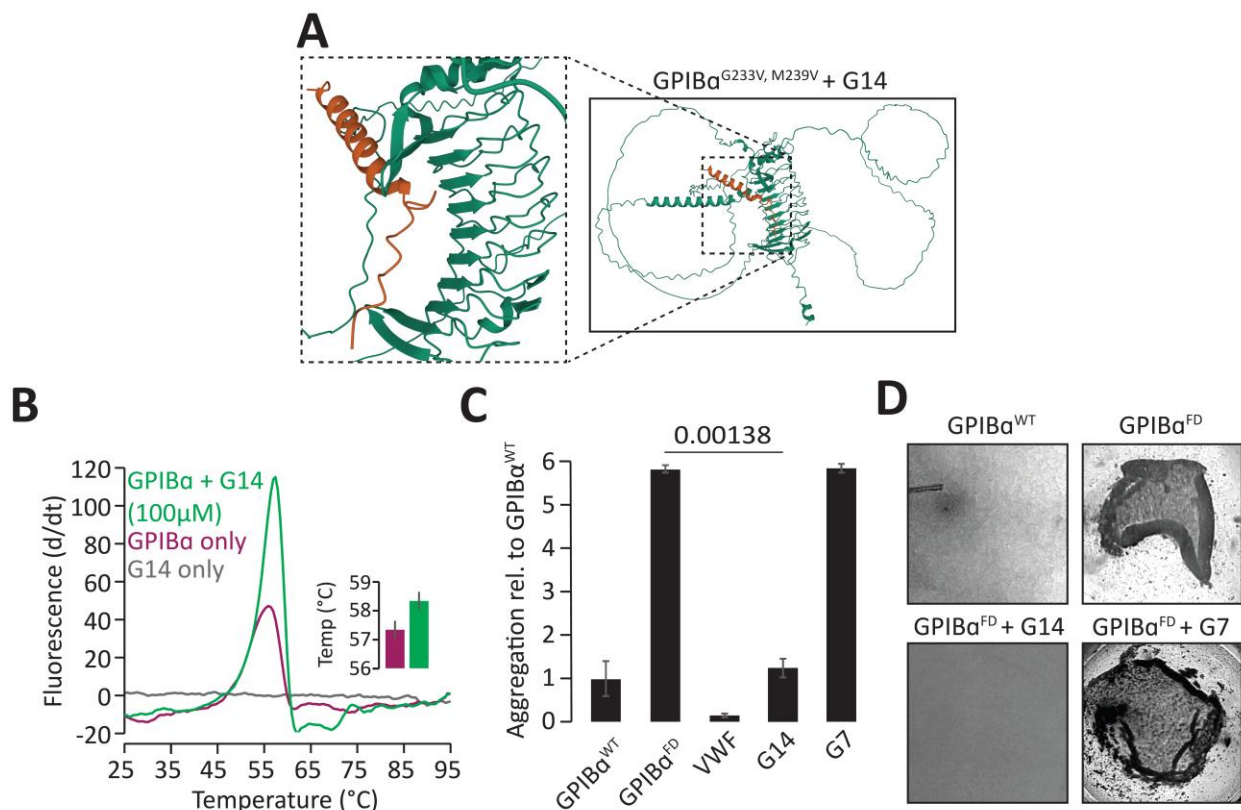 A
GPIBα^G233V, M239V + G14
B
Fluorescence (d/dt)
120
100
80
60
40
20
0
-20
GPIBα + G14
(100µM)
GPIBα only
G14 only
Temp (°C)
59
58
57
56
25 35 45 55 65 75 85 95
Temperature (°C)
C
Aggregation rel. to GPIBα^WT
0.00138
6
5
4
3
2
1
0
GPIBα^WT
GPIBα^FD
VWF
G14
G7
D
GPIBα^WT
GPIBα^FD
GPIBα^FD + G14
GPIBα^FD + G7